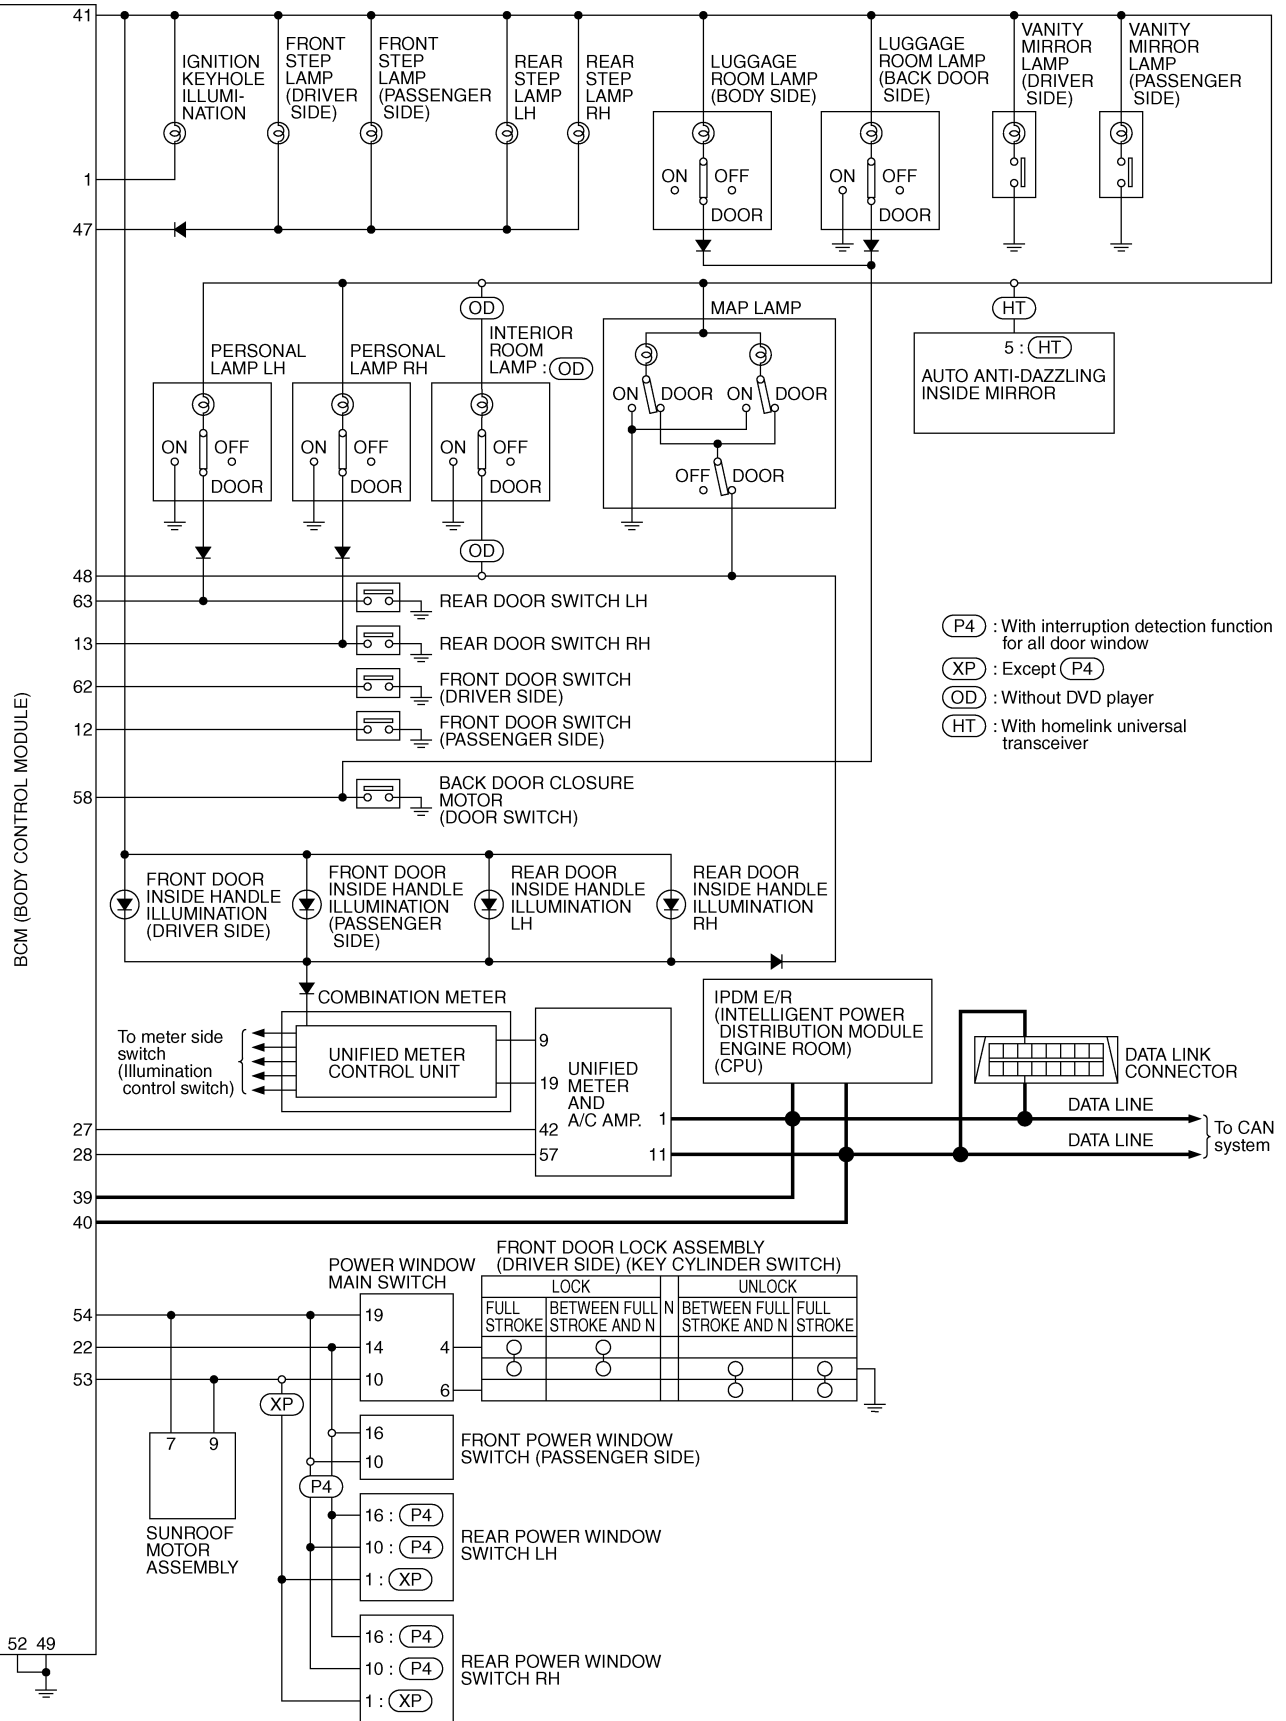 41
IGNITION
KEYHOLE
ILLUMI-
NATION
FRONT
STEP
LAMP
(DRIVER
SIDE)
FRONT
STEP
LAMP
(PASSENGER
SIDE)
REAR
STEP
LAMP
LH
REAR
STEP
LAMP
RH
LUGGAGE
ROOM LAMP
(BODY SIDE)
LUGGAGE
ROOM LAMP
(BACK DOOR
SIDE)
VANITY
MIRROR
LAMP
(DRIVER
SIDE)
VANITY
MIRROR
LAMP
(PASSENGER
SIDE)
ON OFF
DOOR
ON OFF
DOOR
1
47
OD
HT
MAP LAMP
PERSONAL
LAMP LH
PERSONAL
LAMP RH
INTERIOR
ROOM
LAMP : OD
5 : HT
AUTO ANTI-DAZZLING
INSIDE MIRROR
ON DOOR
ON DOOR
OFF DOOR
ON OFF
DOOR
ON OFF
DOOR
ON OFF
DOOR
OD
48
63
REAR DOOR SWITCH LH
13
REAR DOOR SWITCH RH
62
FRONT DOOR SWITCH
(DRIVER SIDE)
12
FRONT DOOR SWITCH
(PASSENGER SIDE)
58
BACK DOOR CLOSURE
MOTOR
(DOOR SWITCH)
P4 : With interruption detection function
for all door window
XP : Except P4
OD : Without DVD player
HT : With homelink universal
transceiver
BCM (BODY CONTROL MODULE)
FRONT DOOR
INSIDE HANDLE
ILLUMINATION
(DRIVER SIDE)
FRONT DOOR
INSIDE HANDLE
ILLUMINATION
(PASSENGER
SIDE)
REAR DOOR
INSIDE HANDLE
ILLUMINATION
LH
REAR DOOR
INSIDE HANDLE
ILLUMINATION
RH
COMBINATION METER
To meter side
switch
(Illumination
control switch)
UNIFIED METER
CONTROL UNIT
9
19
UNIFIED
METER
AND
A/C AMP.
42
57
1
11
IPDM E/R
(INTELLIGENT POWER
DISTRIBUTION MODULE
ENGINE ROOM)
(CPU)
DATA LINK
CONNECTOR
DATA LINE
DATA LINE
To CAN
system
27
28
39
40
POWER WINDOW
MAIN SWITCH
FRONT DOOR LOCK ASSEMBLY
(DRIVER SIDE) (KEY CYLINDER SWITCH)
LOCK UNLOCK
FULL
STROKE
BETWEEN FULL
STROKE AND N
N
BETWEEN FULL
STROKE AND N
FULL
STROKE
54
22
53
19
14
10
4
6
XP
7 9
SUNROOF
MOTOR
ASSEMBLY
16
10
FRONT POWER WINDOW
SWITCH (PASSENGER SIDE)
P4
16 : P4
10 : P4
1 : XP
REAR POWER WINDOW
SWITCH LH
16 : P4
10 : P4
1 : XP
REAR POWER WINDOW
SWITCH RH
52 49